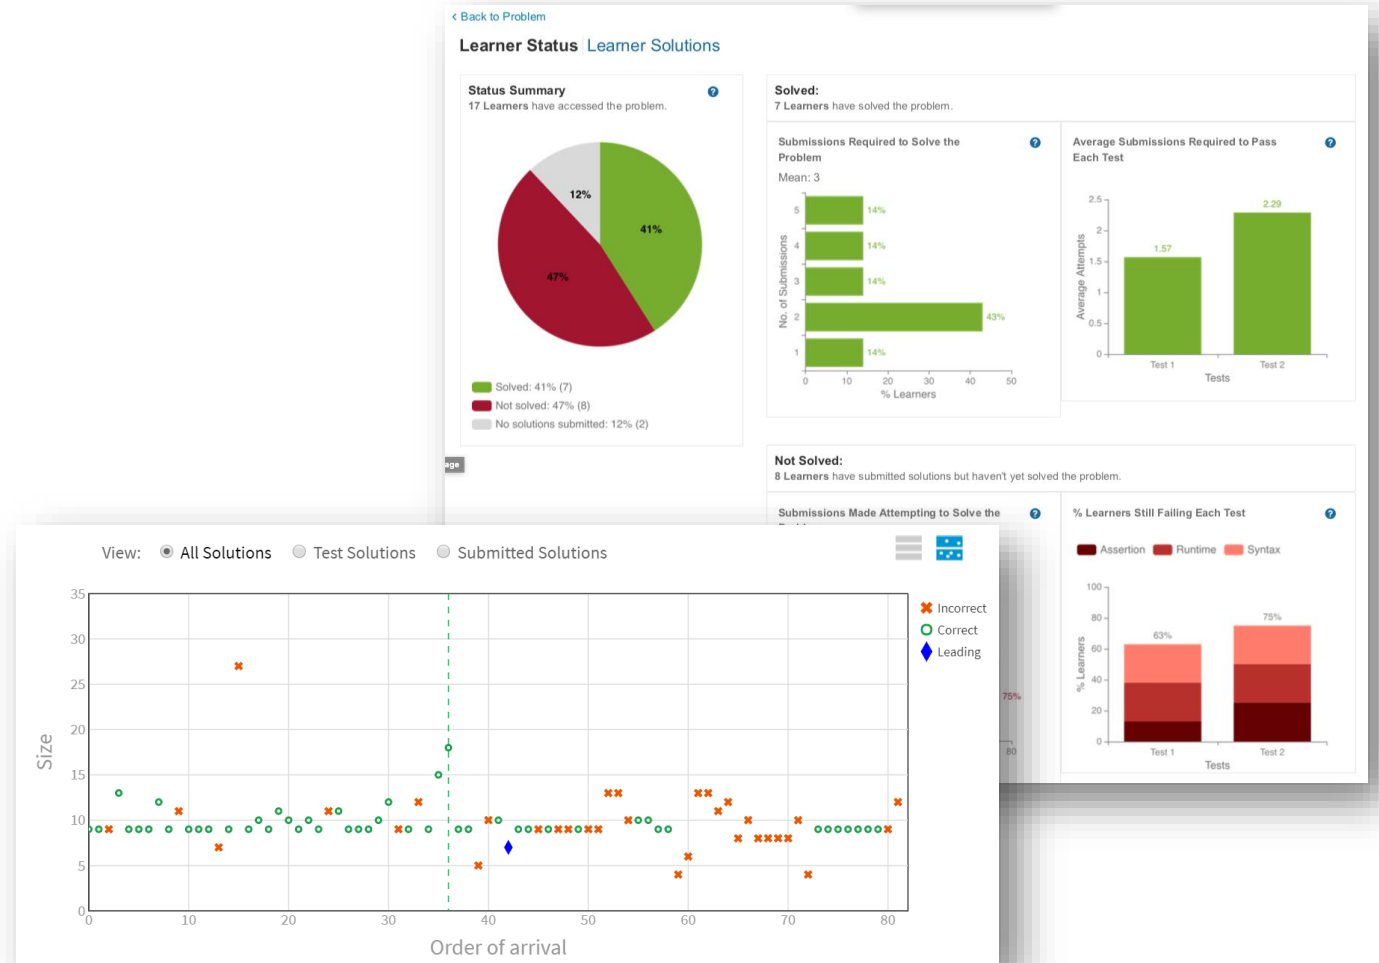 < Back to Problem
Learner Status Learner Solutions
Status Summary
17 Learners have accessed the problem.
12%
41%
47%
Solved: 41% (7)
Not solved: 47% (8)
No solutions submitted: 12% (2)
Solved:
7 Learners have solved the problem.
Submissions Required to Solve the
Problem
Mean: 3
No. of Submissions
5 14%
4 14%
3 14%
2 43%
1 14%
0 10 20 30 40 50
% Learners
Average Submissions Required to Pass
Each Test
Average Attempts
2.5
2
1.5
1
0.5
0
1.57
2.29
Test 1 Test 2
Tests
Not Solved:
8 Learners have submitted solutions but haven't yet solved the problem.
Submissions Made Attempting to Solve the
75%
80
% Learners Still Failing Each Test
Assertion Runtime Syntax
% Learners
100
80
60
40
20
0
63%
75%
Test 1 Test 2
Tests
View: All Solutions Test Solutions Submitted Solutions
Incorrect
Correct
Leading
Size
35
30
25
20
15
10
5
0
0 10 20 30 40 50 60 70 80
Order of arrival